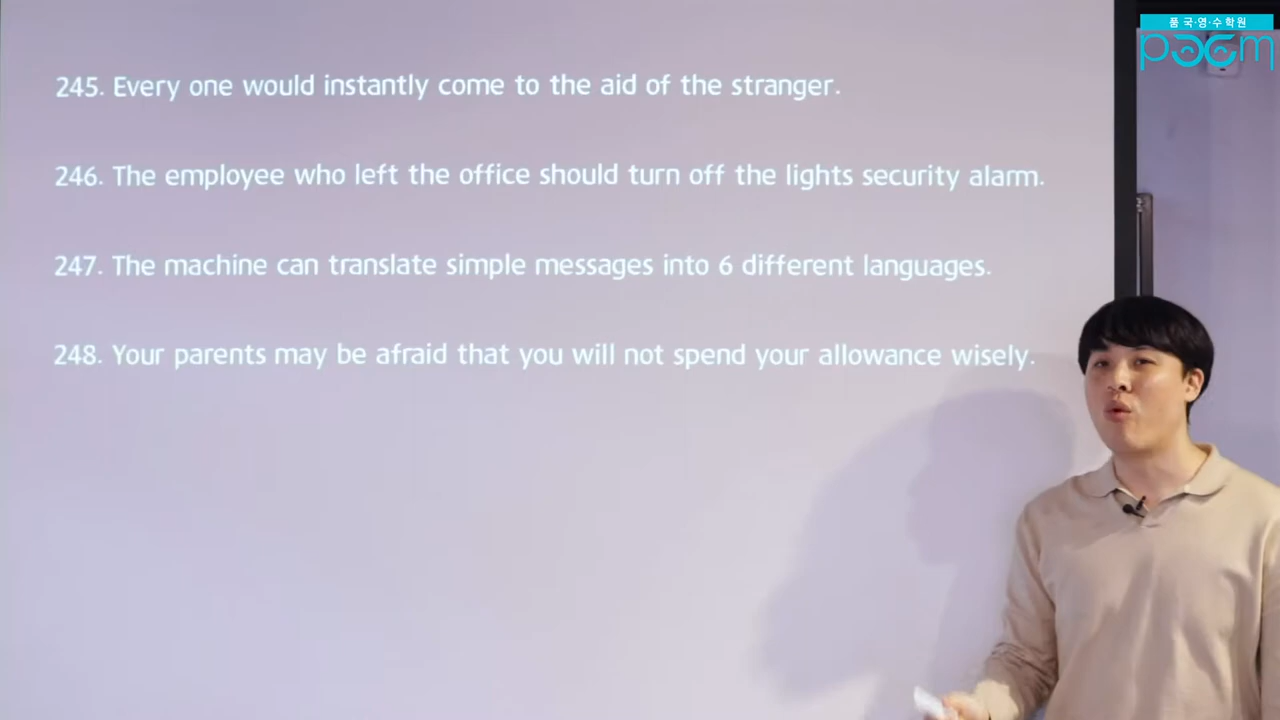 품 국·영·수 학원
poem
245. Every one would instantly come to the aid of the stranger.
246. The employee who left the office should turn off the lights security alarm.
247. The machine can translate simple messages into 6 different languages.
248. Your parents may be afraid that you will not spend your allowance wisely.